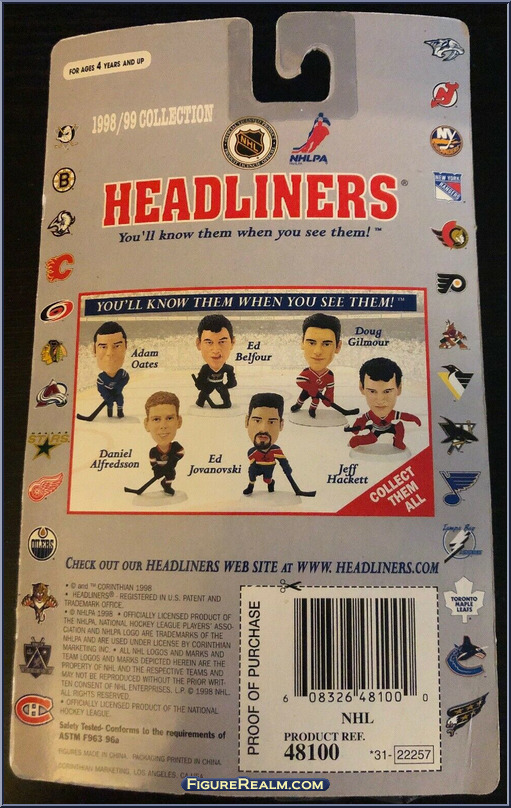 FOR AGES 4 YEARS AND UP
1998/99 COLLECTION
NHL
NHLPA
HEADLINERS®
You'll know them when you see them! ™
YOU'LL KNOW THEM WHEN YOU SEE THEM! ™
Adam
Oates
Ed
Belfour
Doug
Gilmour
Daniel
Alfredsson
Ed
Jovanovski
Jeff
Hackett
COLLECT
THEM
ALL
NEW YORK
RANGERS
STARS
OILERS
Tampa Bay
TORONTO
MAPLE
LEAFS
CHECK OUT OUR HEADLINERS WEB SITE AT WWW. HEADLINERS.COM
• © and ™ CORINTHIAN 1998
• HEADLINERS® - REGISTERED IN U.S. PATENT AND
TRADEMARK OFFICE.
• © NHLPA 1998 • OFFICIALLY LICENSED PRODUCT OF
THE NHLPA, NATIONAL HOCKEY LEAGUE PLAYERS' ASSO-
CIATION AND NHLPA LOGO ARE TRADEMARKS OF THE
NHLPA AND ARE USED UNDER LICENSE BY CORINTHIAN
MARKETING INC. • ALL NHL LOGOS AND MARKS AND
TEAM LOGOS AND MARKS DEPICTED HEREIN ARE THE
PROPERTY OF NHL AND THE RESPECTIVE TEAMS AND
MAY NOT BE REPRODUCED WITHOUT THE PRIOR WRIT-
TEN CONSENT OF NHL ENTERPRISES. L.P. © 1998 NHL.
ALL RIGHTS RESERVED.
• OFFICIALLY LICENSED PRODUCT OF THE NATIONAL
HOCKEY LEAGUE.
Safety Tested- Conforms to the requirements of
ASTM F963 96a
FIGURES MADE IN CHINA. PACKAGING PRINTED IN CHINA.
CORINTHIAN MARKETING, LOS ANGELES, CA-USA
PROOF OF PURCHASE
6 08326 48100 0
NHL
PRODUCT REF.
48100
*31- 22257
FIGUREREALM.COM